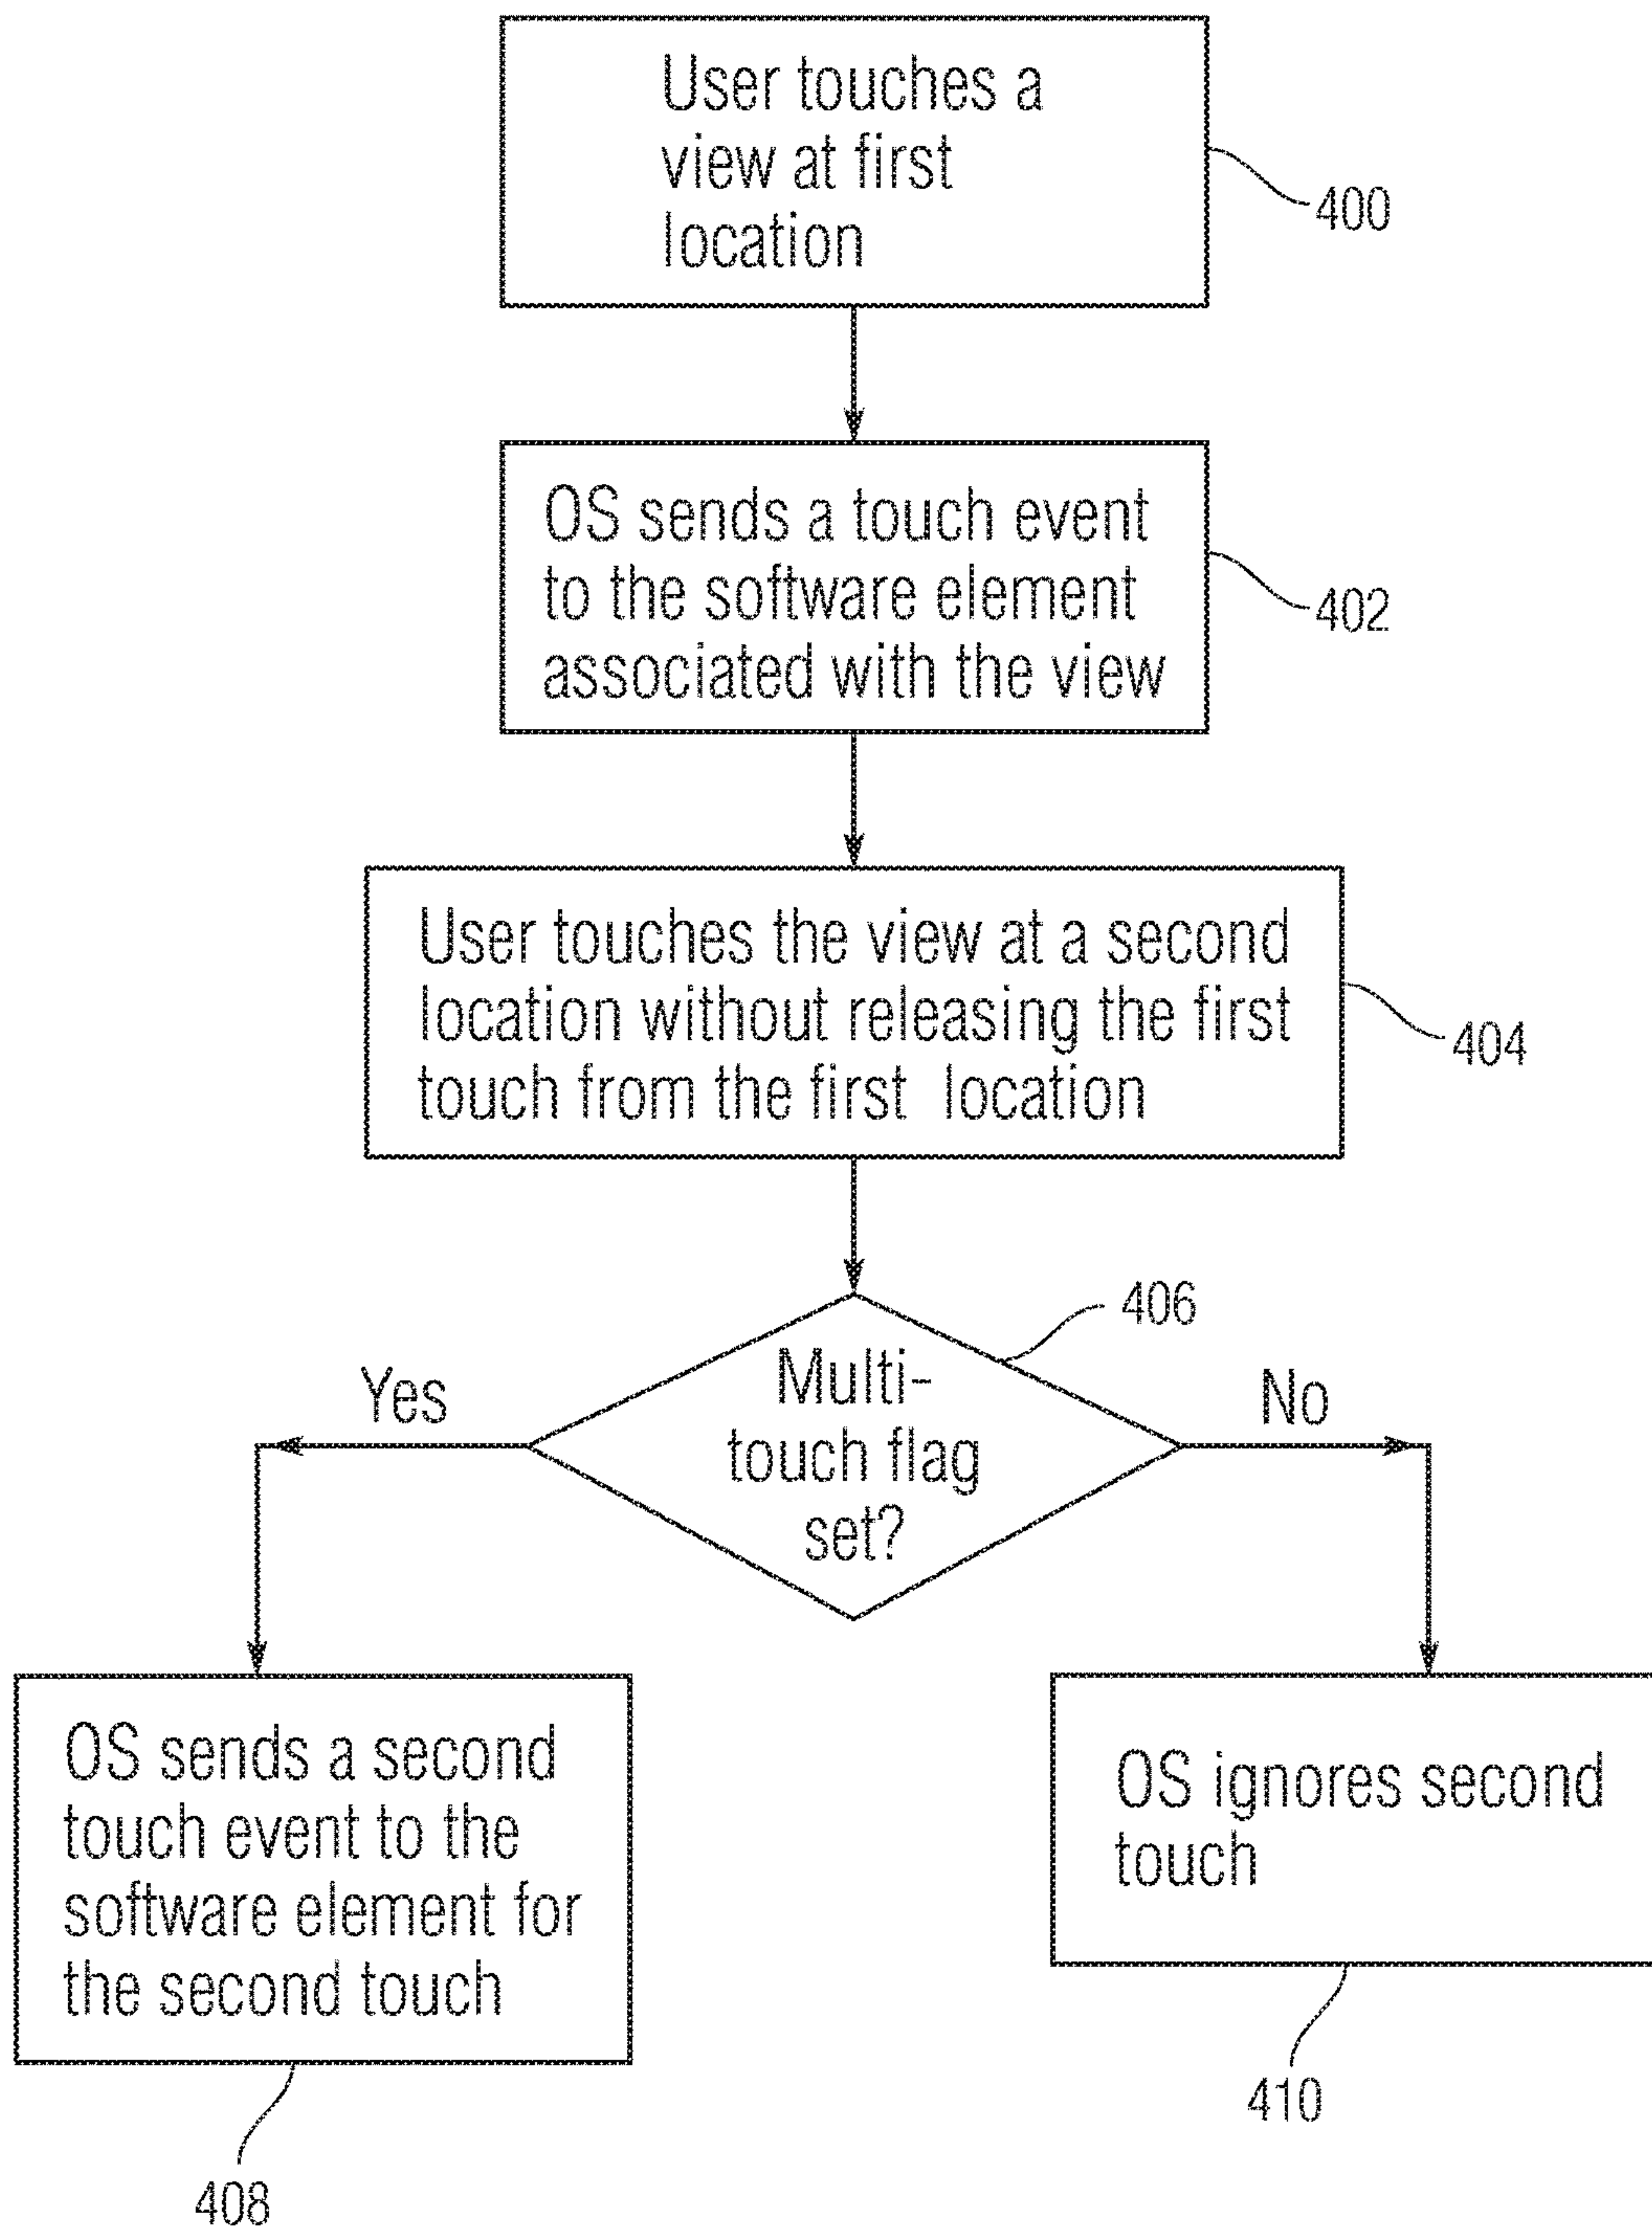 User touches a
view at first
location
400
OS sends a touch event
to the software element
associated with the view
402
User touches the view at a second
location without releasing the first
touch from the first location
404
406
Yes
Multi-
touch flag
set?
No
OS sends a second
touch event to the
software element for
the second touch
408
OS ignores second
touch
410